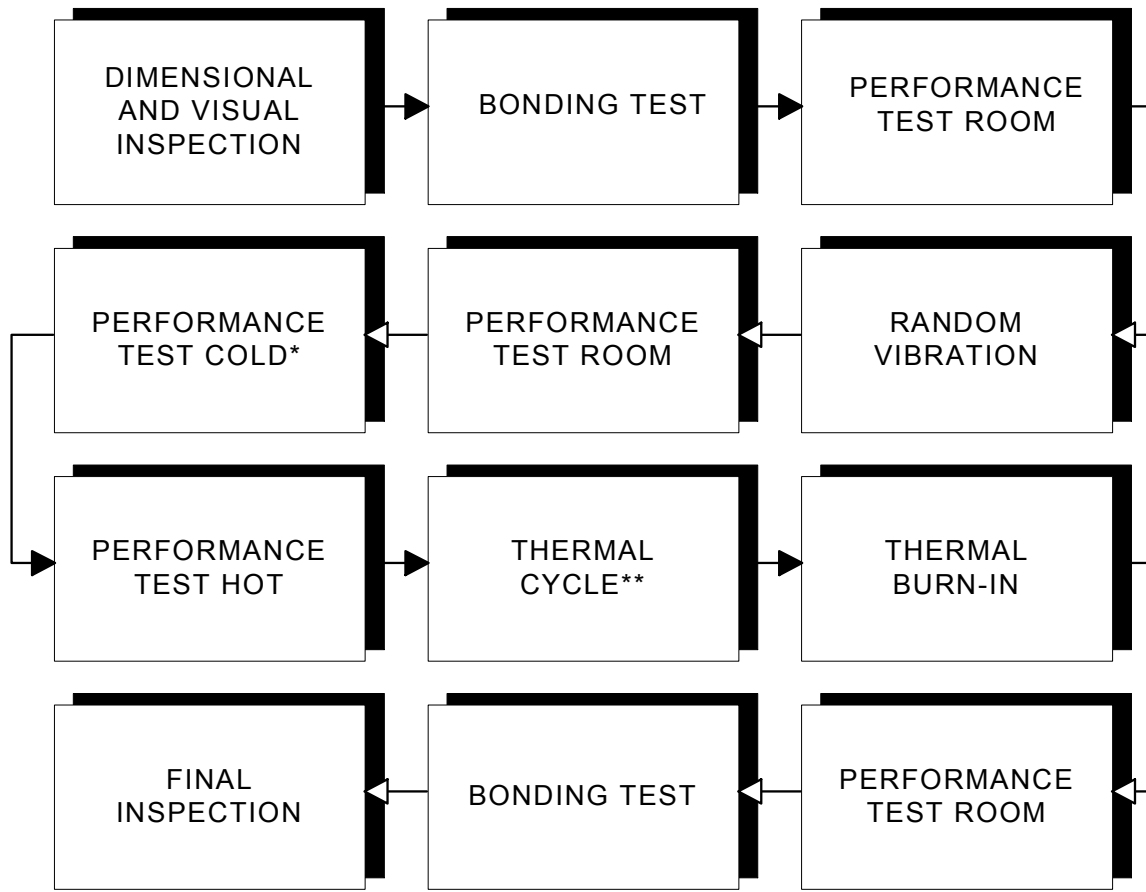 DIMENSIONAL
AND VISUAL
INSPECTION
BONDING TEST
PERFORMANCE
TEST ROOM
PERFORMANCE
TEST COLD*
PERFORMANCE
TEST ROOM
RANDOM
VIBRATION
PERFORMANCE
TEST HOT
THERMAL
CYCLE**
THERMAL
BURN-IN
FINAL
INSPECTION
BONDING TEST
PERFORMANCE
TEST ROOM